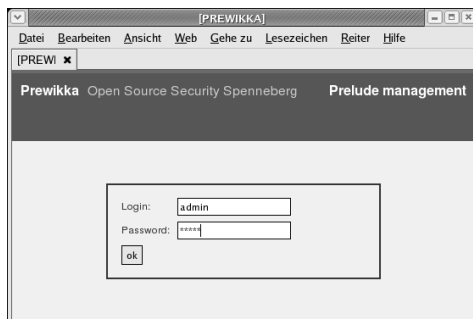 [PREWIKKA]
Datei Bearbeiten Ansicht Web Gehe zu Lesezeichen Reiter Hilfe
[PREWI
Prewikka Open Source Security Spenneberg Prelude management
Login: admin
Password: *****
ok